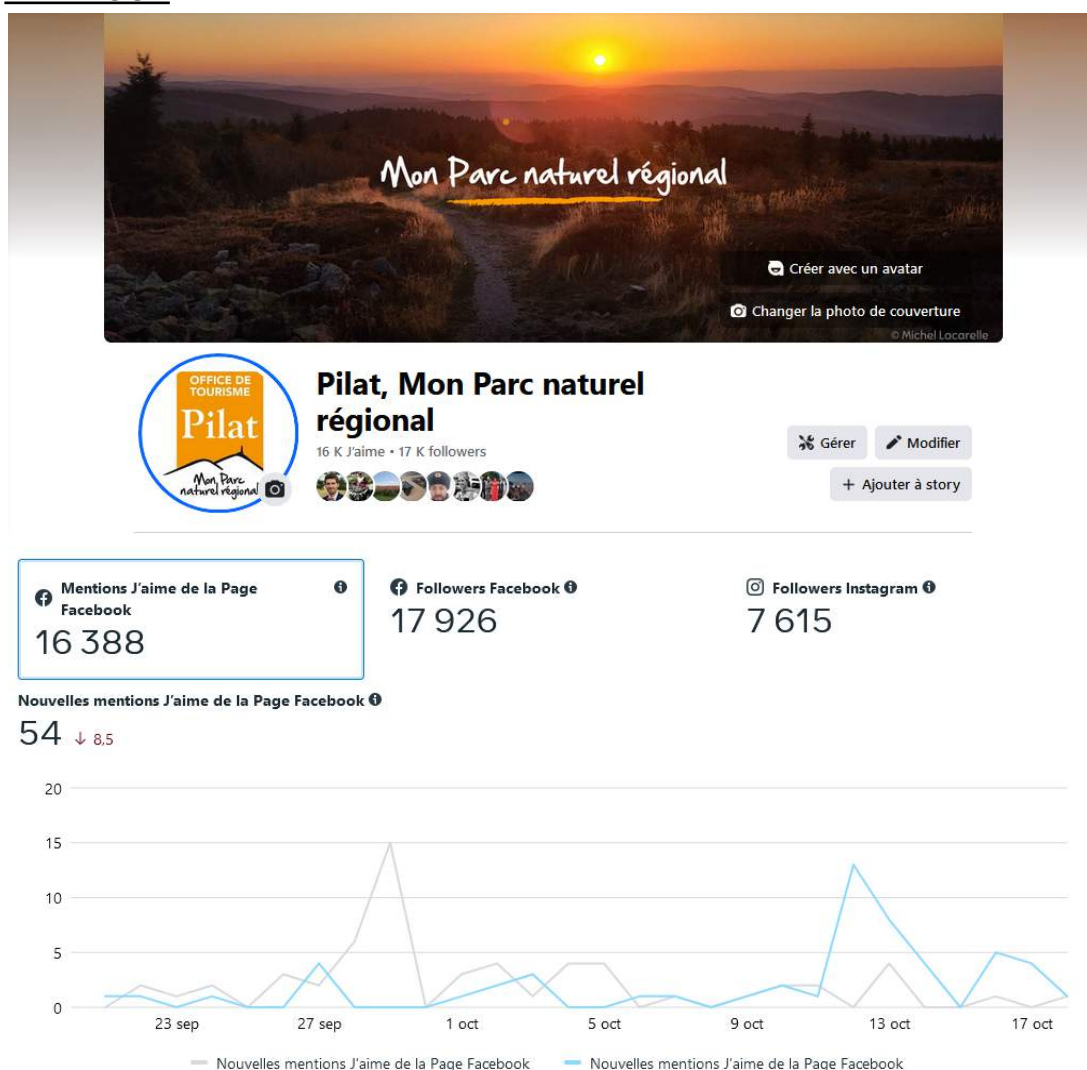 Mon Parc naturel régional
Créer avec un avatar
Changer la photo de couverture
© Michel Locarelle
OFFICE DE
TOURISME
Pilat
Mon Parc
naturel régional
Pilat, Mon Parc naturel
régional
16 K J'aime • 17 K followers
Gérer
Modifier
+ Ajouter à story
Mentions J'aime de la Page
Facebook
16 388
Followers Facebook
17 926
Followers Instagram
7 615
Nouvelles mentions J'aime de la Page Facebook
54 ↓ 8,5
20
15
10
5
0
23 sep 27 sep 1 oct 5 oct 9 oct 13 oct 17 oct
Nouvelles mentions J'aime de la Page Facebook
Nouvelles mentions J'aime de la Page Facebook